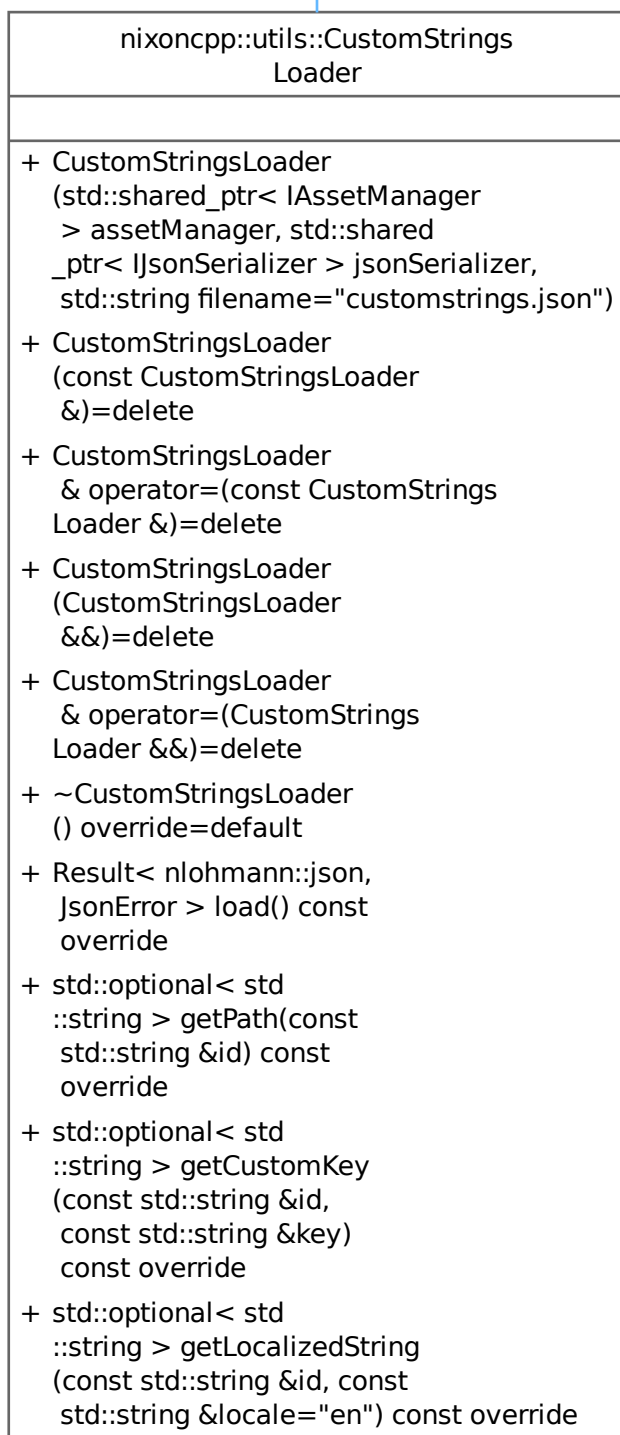 nixoncpp::utils::CustomStrings
Loader
+ CustomStringsLoader
(std::shared_ptr< IAssetManager
> assetManager, std::shared
_ptr< IJsonSerializer > jsonSerializer,
std::string filename="customstrings.json")
+ CustomStringsLoader
(const CustomStringsLoader
&)=delete
+ CustomStringsLoader
& operator=(const CustomStrings
Loader &)=delete
+ CustomStringsLoader
(CustomStringsLoader
&&)=delete
+ CustomStringsLoader
& operator=(CustomStrings
Loader &&)=delete
+ ~CustomStringsLoader
() override=default
+ Result< nlohmann::json,
JsonError > load() const
override
+ std::optional< std
::string > getPath(const
std::string &id) const
override
+ std::optional< std
::string > getCustomKey
(const std::string &id,
const std::string &key)
const override
+ std::optional< std
::string > getLocalizedString
(const std::string &id, const
std::string &locale="en") const override